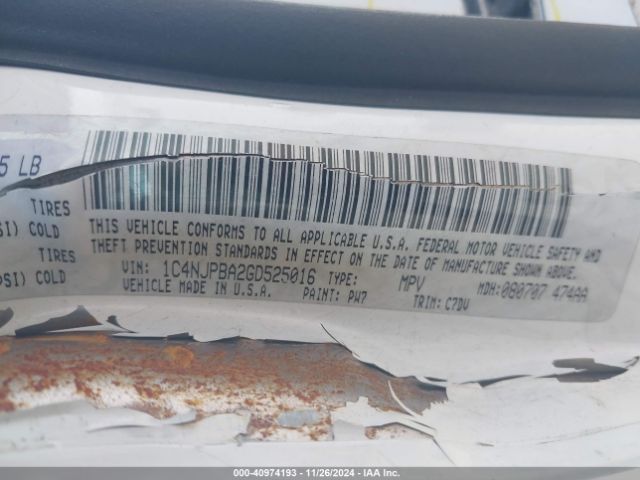 5 LB
TIRES
SI) COLD
TIRES
PSI) COLD
THIS VEHICLE CONFORMS TO ALL APPLICABLE U.S.A. FEDERAL MOTOR VEHICLE SAFETY AND
THEFT PREVENTION STANDARDS IN EFFECT ON THE DATE OF MANUFACTURE SHOWN ABOVE.
VIN: 1C4NJPBA2GD525016 TYPE: MPV MDH:080707 474AA
VEHICLE MADE IN U.S.A. PAINT: PW7 TRIM: C7DV
000-40974193 - 11/26/2024 - IAA Inc.